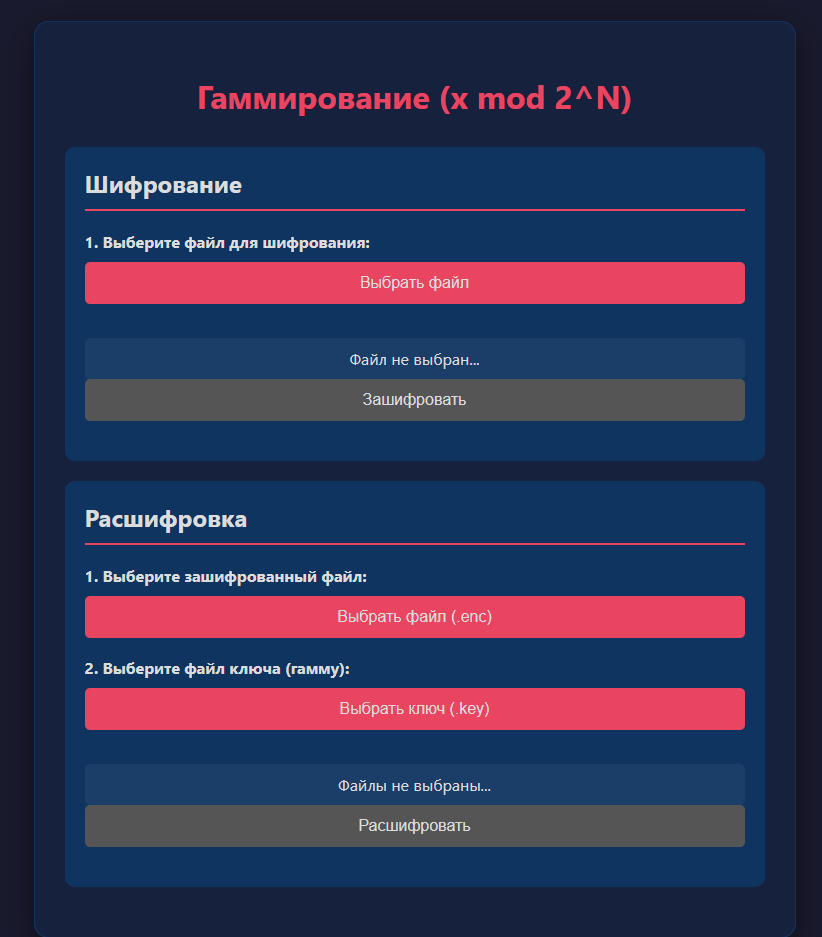 Гаммирование (x mod 2^N)
Шифрование
1. Выберите файл для шифрования:
Выбрать файл
Файл не выбран...
Зашифровать
Расшифровка
1. Выберите зашифрованный файл:
Выбрать файл (.enc)
2. Выберите файл ключа (гамму):
Выбрать ключ (.key)
Файлы не выбраны...
Расшифровать